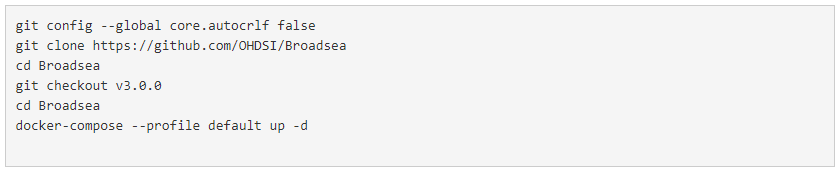 git config --global core.autocrlf false
git clone https://github.com/OHDSI/Broadsea
cd Broadsea
git checkout v3.0.0
cd Broadsea
docker-compose --profile default up -d